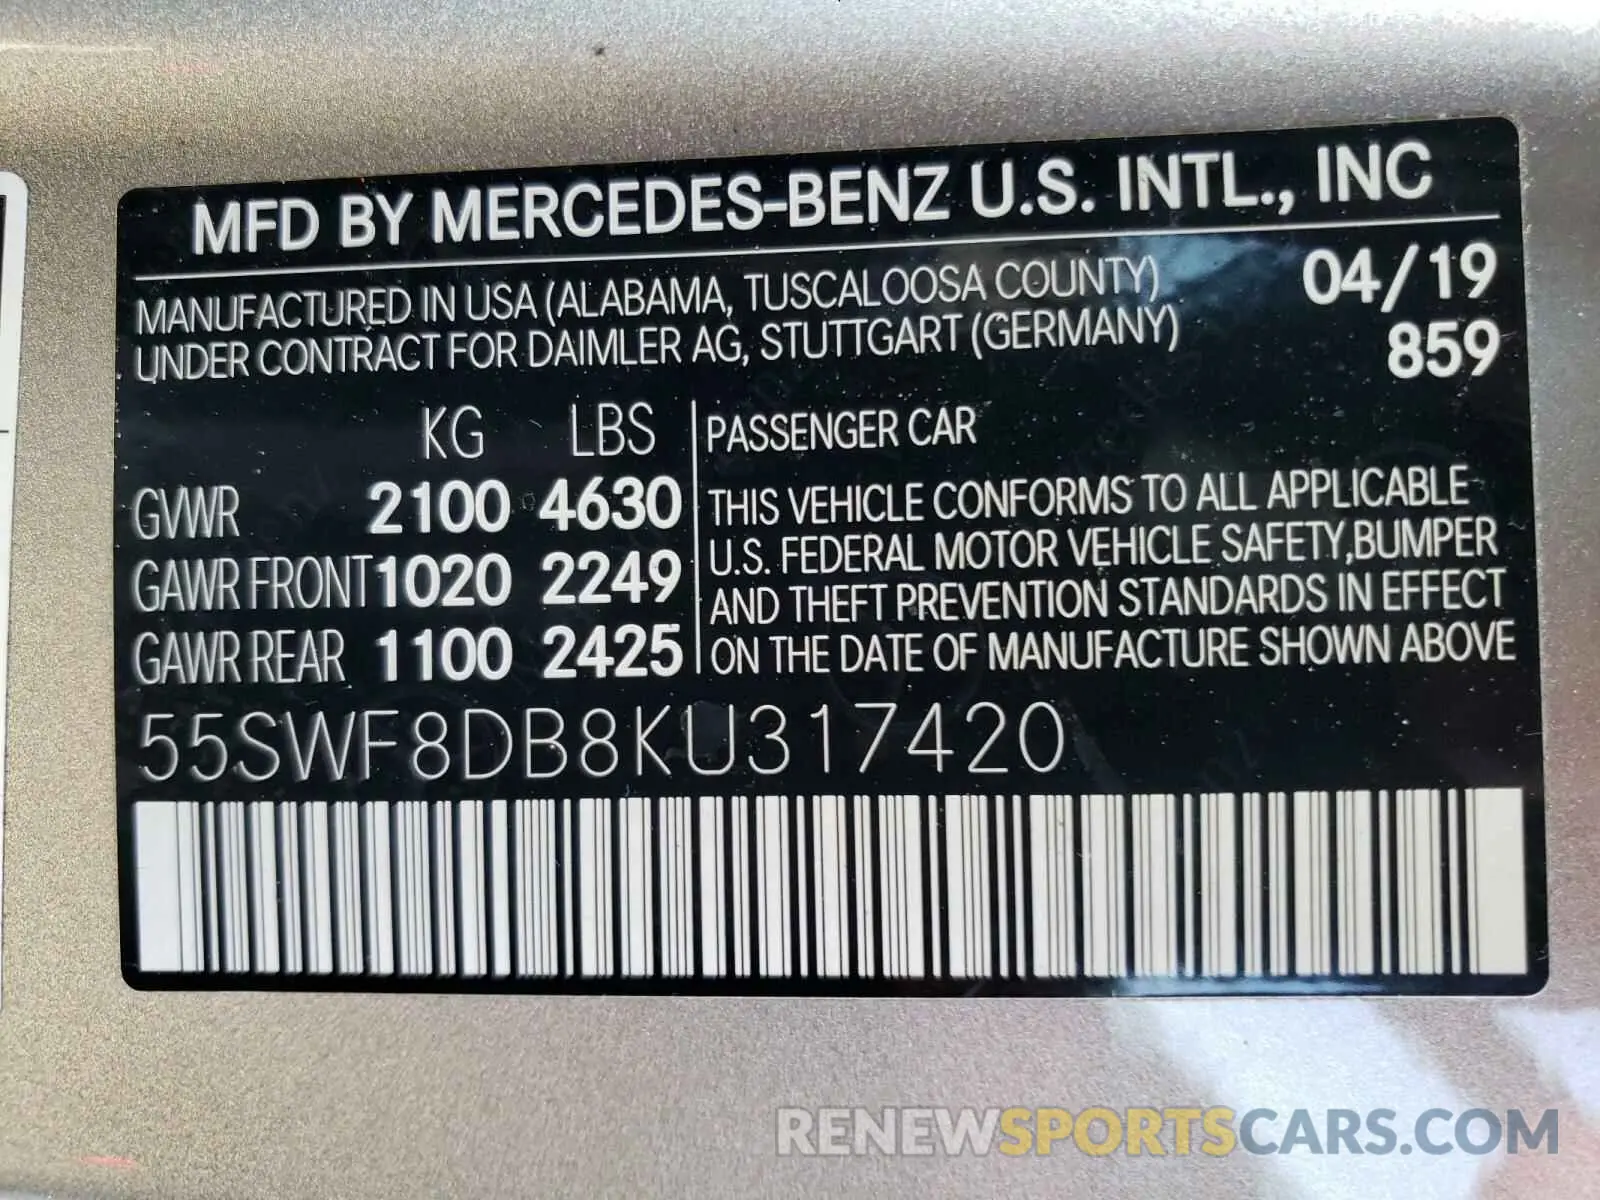 MFD BY MERCEDES-BENZ U.S. INTL., INC
MANUFACTURED IN USA (ALABAMA, TUSCALOOSA COUNTY)
UNDER CONTRACT FOR DAIMLER AG, STUTTGART (GERMANY)
04/19
859
KG LBS
GVWR 2100 4630
GAWR FRONT 1020 2249
GAWR REAR 1100 2425
PASSENGER CAR
THIS VEHICLE CONFORMS TO ALL APPLICABLE
U.S. FEDERAL MOTOR VEHICLE SAFETY,BUMPER
AND THEFT PREVENTION STANDARDS IN EFFECT
ON THE DATE OF MANUFACTURE SHOWN ABOVE
55SWF8DB8KU317420
RENEWSPORTSCARS.COM